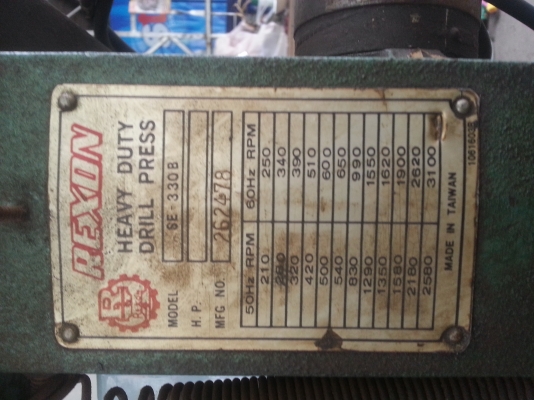 REXON
HEAVY DUTY
DRILL PRESS
MODEL SE-330B
H.P.
MFG NO. 262478
50Hz RPM 60Hz RPM
210 250
280 340
320 390
420 510
500 600
540 650
830 990
1290 1550
1350 1620
1580 1900
2180 2620
2580 3100
MADE IN TAIWAN